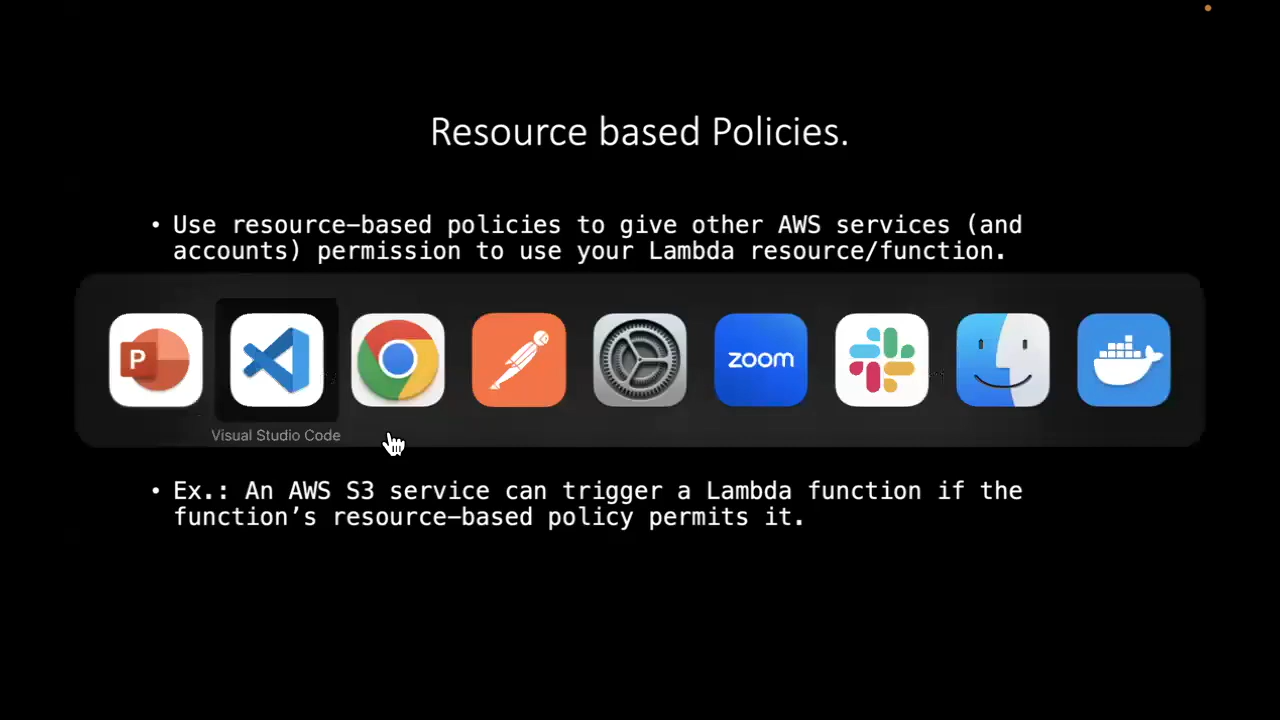 Resource based Policies.
• Use resource-based policies to give other AWS services (and
accounts) permission to use your Lambda resource/function.
P
zoom
Visual Studio Code
• Ex.: An AWS S3 service can trigger a Lambda function if the
function’s resource-based policy permits it.